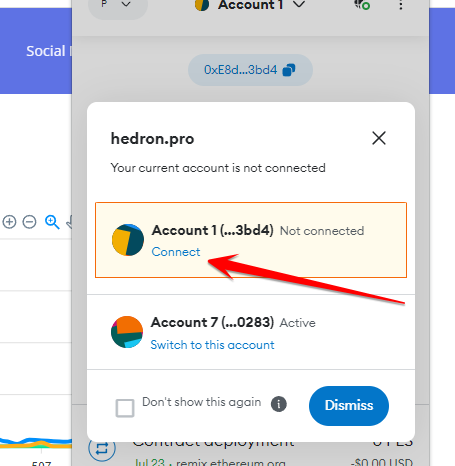 P
Account 1
Social
0xE8d...3bd4
hedron.pro
Your current account is not connected
Account 1 (...3bd4) Not connected
Connect
Account 7 (...0283) Active
Switch to this account
Don't show this again
Dismiss
Contract deployment
Jul 23 · remix.ethereum.org
-$0.00 USD
507